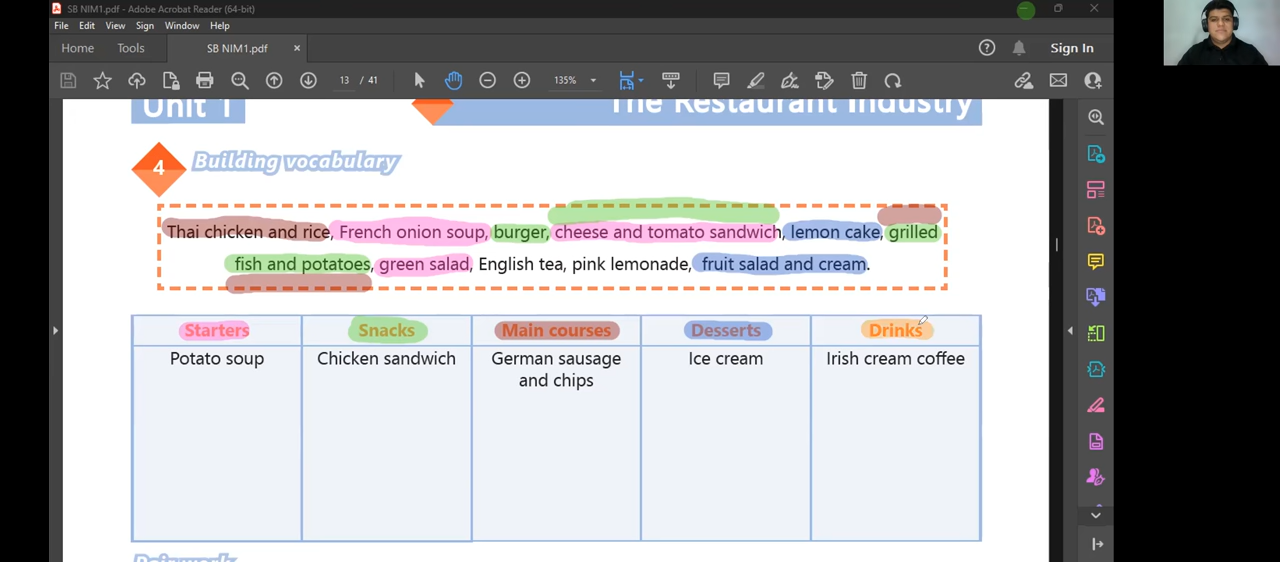 SB NIM1.pdf - Adobe Acrobat Reader (64-bit)
File Edit View Sign Window Help
Home Tools SB NIM1.pdf × Sign In
13 / 41 135%
Unit 1 The Restaurant Industry
4 Building vocabulary
Thai chicken and rice, French onion soup, burger, cheese and tomato sandwich, lemon cake, grilled
fish and potatoes, green salad, English tea, pink lemonade, fruit salad and cream.
Starters Snacks Main courses Desserts Drinks
Potato soup Chicken sandwich German sausage Ice cream Irish cream coffee
and chips
Pairwork